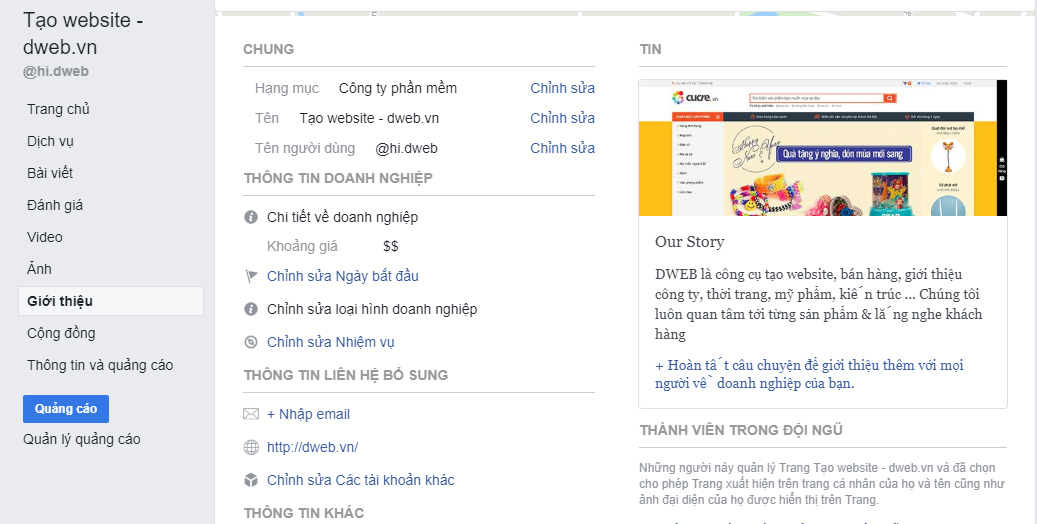 Tạo website -
dweb.vn
@hi.dweb
Trang chủ
Dịch vụ
Bài viết
Đánh giá
Video
Ảnh
Giới thiệu
Cộng đồng
Thông tin và quảng cáo
Quảng cáo
Quản lý quảng cáo
CHUNG
Hạng mục Công ty phần mềm Chỉnh sửa
Tên Tạo website - dweb.vn Chỉnh sửa
Tên người dùng @hi.dweb Chỉnh sửa
THÔNG TIN DOANH NGHIỆP
Chi tiết về doanh nghiệp
Khoảng giá $$
Chỉnh sửa Ngày bắt đầu
Chỉnh sửa loại hình doanh nghiệp
Chỉnh sửa Nhiệm vụ
THÔNG TIN LIÊN HỆ BỔ SUNG
+ Nhập email
http://dweb.vn/
Chỉnh sửa Các tài khoản khác
THÔNG TIN KHÁC
TIN
cucre.vn
Happy New Year
Quà tặng ý nghĩa, đón mùa mới sang
Our Story
DWEB là công cụ tạo website, bán hàng, giới thiệu
công ty, thời trang, mỹ phẩm, kiến trúc ... Chúng tôi
luôn quan tâm tới từng sản phẩm & lắng nghe khách
hàng
+ Hoàn tất câu chuyện để giới thiệu thêm với mọi
người về doanh nghiệp của bạn.
THÀNH VIÊN TRONG ĐỘI NGŨ
Những người này quản lý Trang Tạo website - dweb.vn và đã chọn
cho phép Trang xuất hiện trên trang cá nhân của họ và tên cũng như
ảnh đại diện của họ được hiển thị trên Trang.